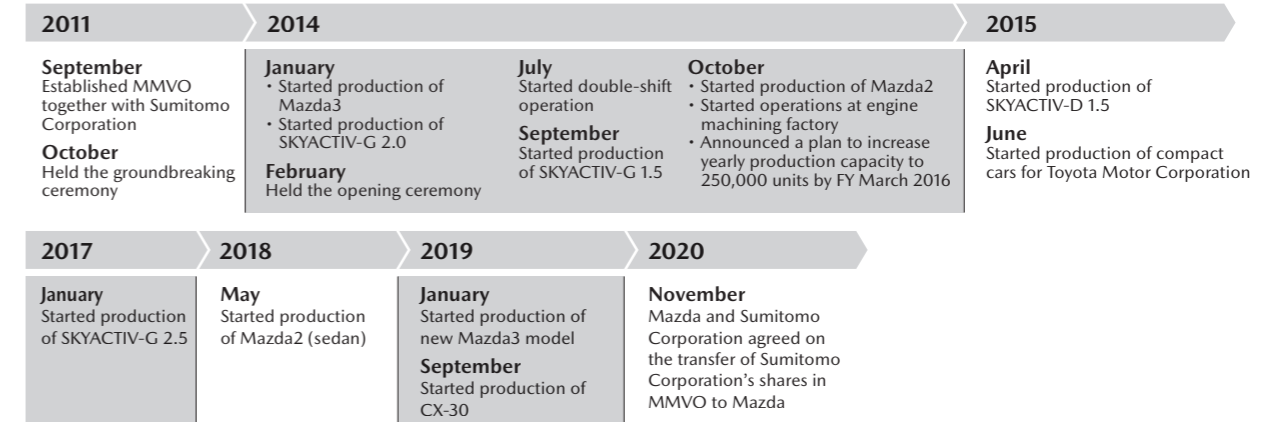 2011
September
Established MMVO
together with Sumitomo
Corporation
October
Held the groundbreaking
ceremony
2014
January
・Started production of
Mazda3
・Started production of
SKYACTIV-G 2.0
February
Held the opening ceremony
July
Started double-shift
operation
September
Started production
of SKYACTIV-G 1.5
October
・Started production of Mazda2
・Started operations at engine
machining factory
・Announced a plan to increase
yearly production capacity to
250,000 units by FY March 2016
2015
April
Started production of
SKYACTIV-D 1.5
June
Started production of compact
cars for Toyota Motor Corporation
2017
January
Started production
of SKYACTIV-G 2.5
2018
May
Started production
of Mazda2 (sedan)
2019
January
Started production of
new Mazda3 model
September
Started production of
CX-30
2020
November
Mazda and Sumitomo
Corporation agreed on
the transfer of Sumitomo
Corporation’s shares in
MMVO to Mazda